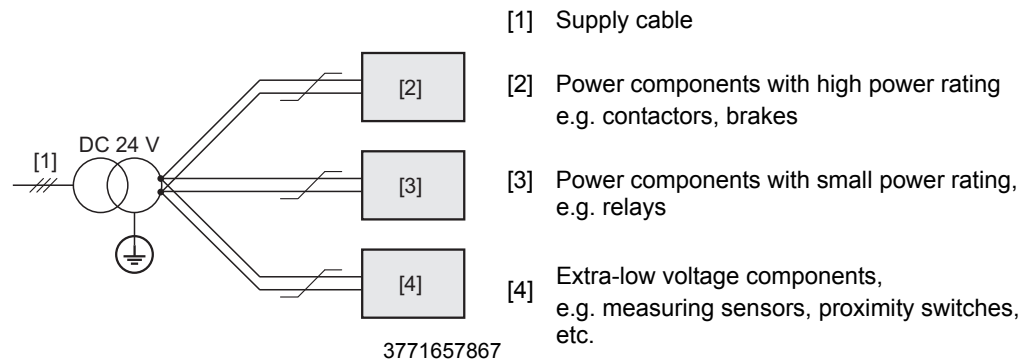 [1] Supply cable
[2] Power components with high power rating
e.g. contactors, brakes
[3] Power components with small power rating,
e.g. relays
[4] Extra-low voltage components,
e.g. measuring sensors, proximity switches,
etc.
DC 24 V
[1]
[2]
[3]
[4]
3771657867